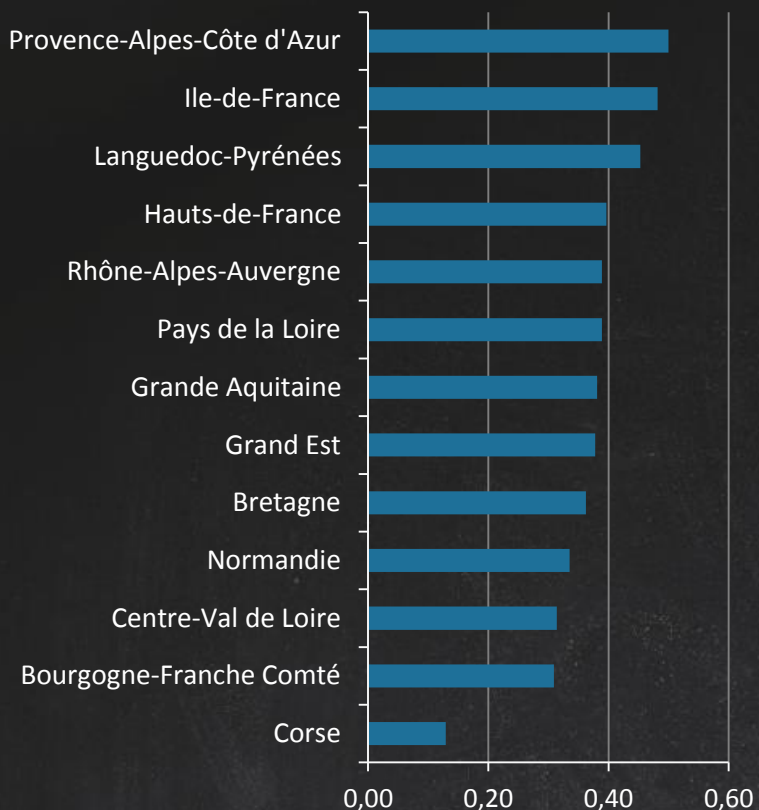 Provence-Alpes-Côte d'Azur
Ile-de-France
Languedoc-Pyrénées
Hauts-de-France
Rhône-Alpes-Auvergne
Pays de la Loire
Grande Aquitaine
Grand Est
Bretagne
Normandie
Centre-Val de Loire
Bourgogne-Franche Comté
Corse
0,00 0,20 0,40 0,60